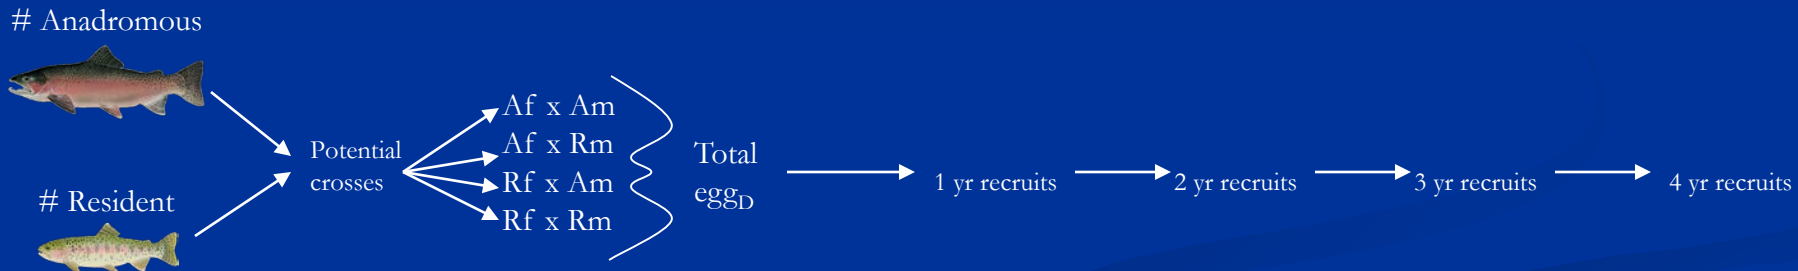 # Anadromous
# Resident
Potential
crosses
Af x Am
Af x Rm
Rf x Am
Rf x Rm
Total
eggD
1 yr recruits
2 yr recruits
3 yr recruits
4 yr recruits